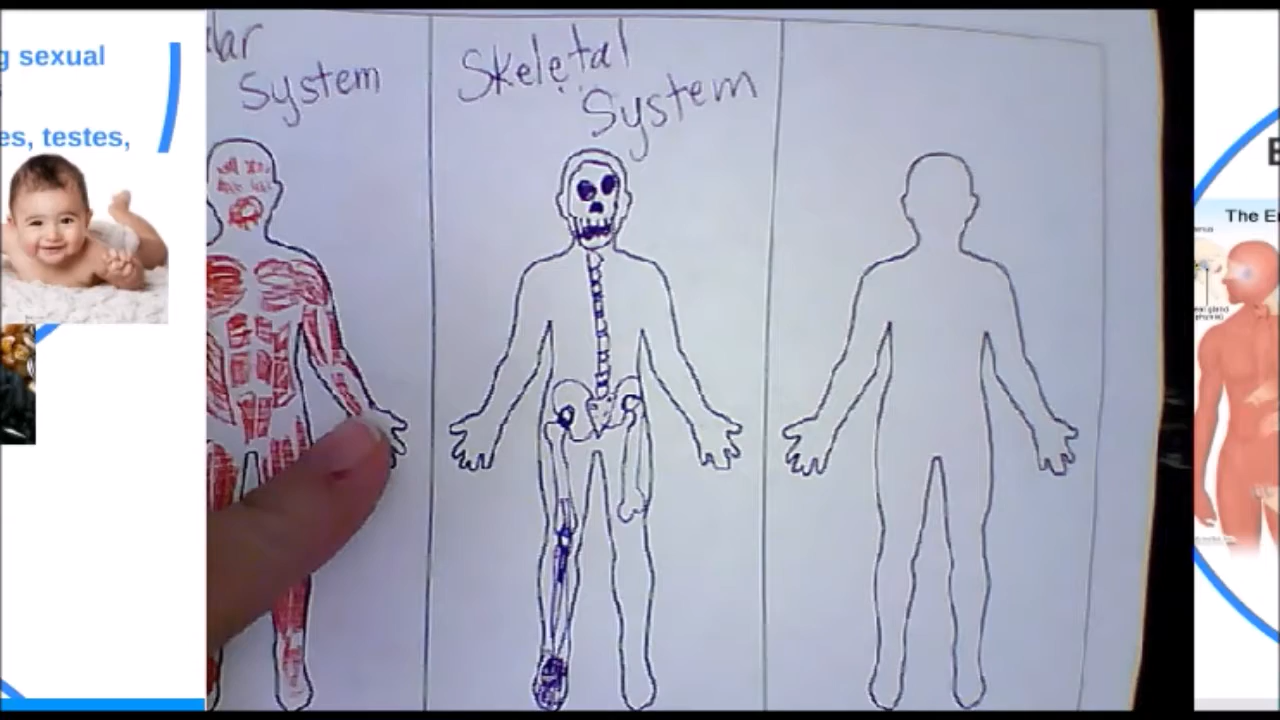 g sexual
es, testes,
System
Skeletal
System
The E